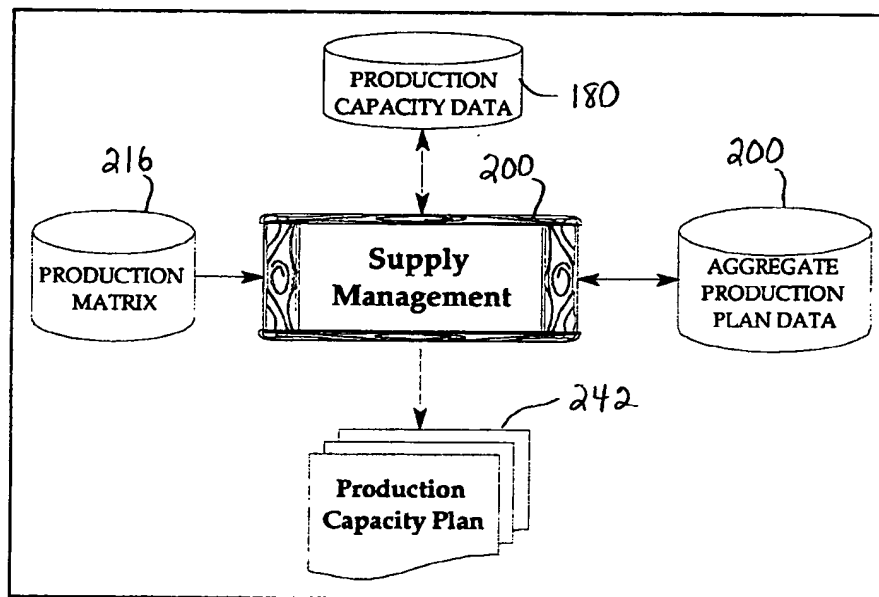 PRODUCTION
CAPACITY DATA
180
216
200
200
PRODUCTION
MATRIX
Supply
Management
AGGREGATE
PRODUCTION
PLAN DATA
242
Production
Capacity Plan